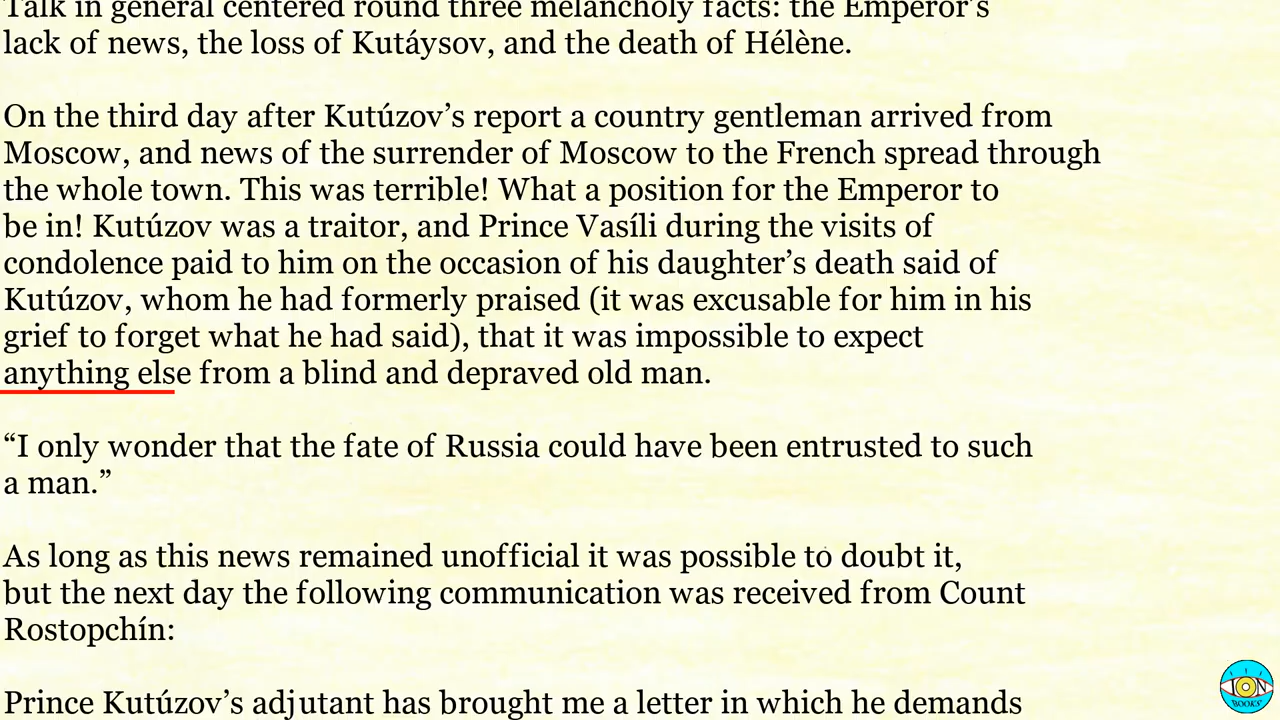 Talk in general centered round three melancholy facts: the Emperor’s
lack of news, the loss of Kutáysov, and the death of Hélène.
On the third day after Kutúzov’s report a country gentleman arrived from
Moscow, and news of the surrender of Moscow to the French spread through
the whole town. This was terrible! What a position for the Emperor to
be in! Kutúzov was a traitor, and Prince Vasíli during the visits of
condolence paid to him on the occasion of his daughter’s death said of
Kutúzov, whom he had formerly praised (it was excusable for him in his
grief to forget what he had said), that it was impossible to expect
anything else from a blind and depraved old man.
“I only wonder that the fate of Russia could have been entrusted to such
a man.”
As long as this news remained unofficial it was possible to doubt it,
but the next day the following communication was received from Count
Rostopchín:
Prince Kutúzov’s adjutant has brought me a letter in which he demands
ION
BOOKS